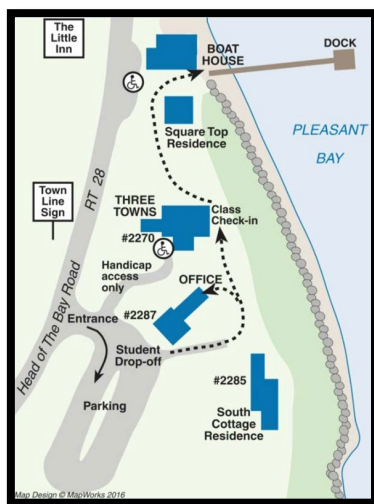 The
Little
Inn
BOAT
HOUSE
DOCK
Square Top
Residence
PLEASANT
BAY
RT 28
Town
Line
Sign
THREE
TOWNS
#2270
Class
Check-in
Handicap
access
only
OFFICE
#2287
Head of The Bay Road
Entrance
Student
Drop-off
#2285
Parking
South
Cottage
Residence
Map Design © MapWorks 2016